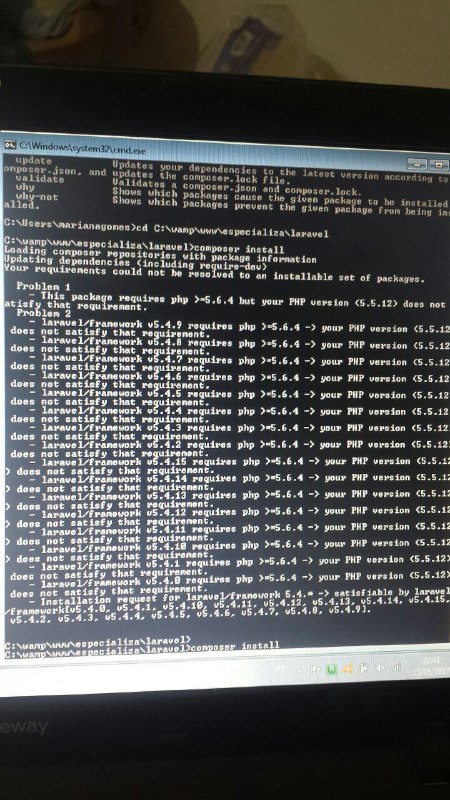 C:\Windows\system32\cmd.exe
update Updates your dependencies to the latest version according to
omposer.json, and updates the composer.lock file.
validate Validates a composer.json and composer.lock.
why Shows which packages cause the given package to be installed
why-not Shows which packages prevent the given package from being ins
alled.
C:\Users\marianagomes>cd C:\wamp\www\especializa\laravel
C:\wamp\www\especializa\laravel>composer install
Loading composer repositories with package information
Updating dependencies (including require-dev)
Your requirements could not be resolved to an installable set of packages.
Problem 1
- This package requires php >=5.6.4 but your PHP version (5.5.12) does not
atisfy that requirement.
Problem 2
- laravel/framework v5.4.9 requires php >=5.6.4 -> your PHP version (5.5.12
does not satisfy that requirement.
- laravel/framework v5.4.8 requires php >=5.6.4 -> your PHP version (5.5.12
does not satisfy that requirement.
- laravel/framework v5.4.7 requires php >=5.6.4 -> your PHP version (5.5.12
does not satisfy that requirement.
- laravel/framework v5.4.6 requires php >=5.6.4 -> your PHP version (5.5.12
does not satisfy that requirement.
- laravel/framework v5.4.5 requires php >=5.6.4 -> your PHP version (5.5.12
does not satisfy that requirement.
- laravel/framework v5.4.4 requires php >=5.6.4 -> your PHP version (5.5.12
does not satisfy that requirement.
- laravel/framework v5.4.3 requires php >=5.6.4 -> your PHP version (5.5.12
does not satisfy that requirement.
- laravel/framework v5.4.2 requires php >=5.6.4 -> your PHP version (5.5.12
does not satisfy that requirement.
- laravel/framework v5.4.15 requires php >=5.6.4 -> your PHP version (5.5.12
) does not satisfy that requirement.
- laravel/framework v5.4.14 requires php >=5.6.4 -> your PHP version (5.5.12
) does not satisfy that requirement.
- laravel/framework v5.4.13 requires php >=5.6.4 -> your PHP version (5.5.12
) does not satisfy that requirement.
- laravel/framework v5.4.12 requires php >=5.6.4 -> your PHP version (5.5.12
) does not satisfy that requirement.
- laravel/framework v5.4.11 requires php >=5.6.4 -> your PHP version (5.5.12
) does not satisfy that requirement.
- laravel/framework v5.4.10 requires php >=5.6.4 -> your PHP version (5.5.12
) does not satisfy that requirement.
- laravel/framework v5.4.1 requires php >=5.6.4 -> your PHP version (5.5.12)
does not satisfy that requirement.
- laravel/framework v5.4.0 requires php >=5.6.4 -> your PHP version (5.5.12)
does not satisfy that requirement.
- Installation request for laravel/framework 5.4.* -> satisfiable by laravel
/framework[v5.4.0, v5.4.1, v5.4.10, v5.4.11, v5.4.12, v5.4.13, v5.4.14, v5.4.15,
v5.4.2, v5.4.3, v5.4.4, v5.4.5, v5.4.6, v5.4.7, v5.4.8, v5.4.9].
C:\wamp\www\especializa\laravel>
C:\wamp\www\especializa\laravel>composer install
PT
20:41
eway